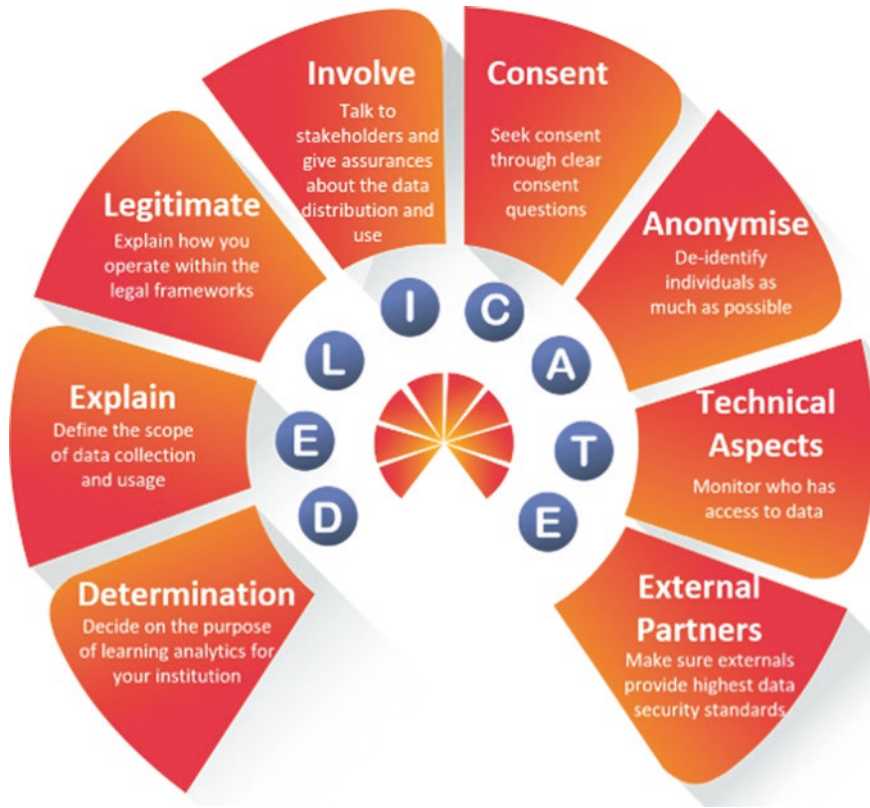 Determination
Decide on the purpose
of learning analytics for
your institution
Explain
Define the scope
of data collection
and usage
Legitimate
Explain how you
operate within the
legal frameworks
Involve
Talk to
stakeholders and
give assurances
about the data
distribution and
use
Consent
Seek consent
through clear
consent
questions
Anonymise
De-identify
individuals as
much as possible
Technical
Aspects
Monitor who has
access to data
External
Partners
Make sure externals
provide highest data
security standards
D
E
L
I
C
A
T
E